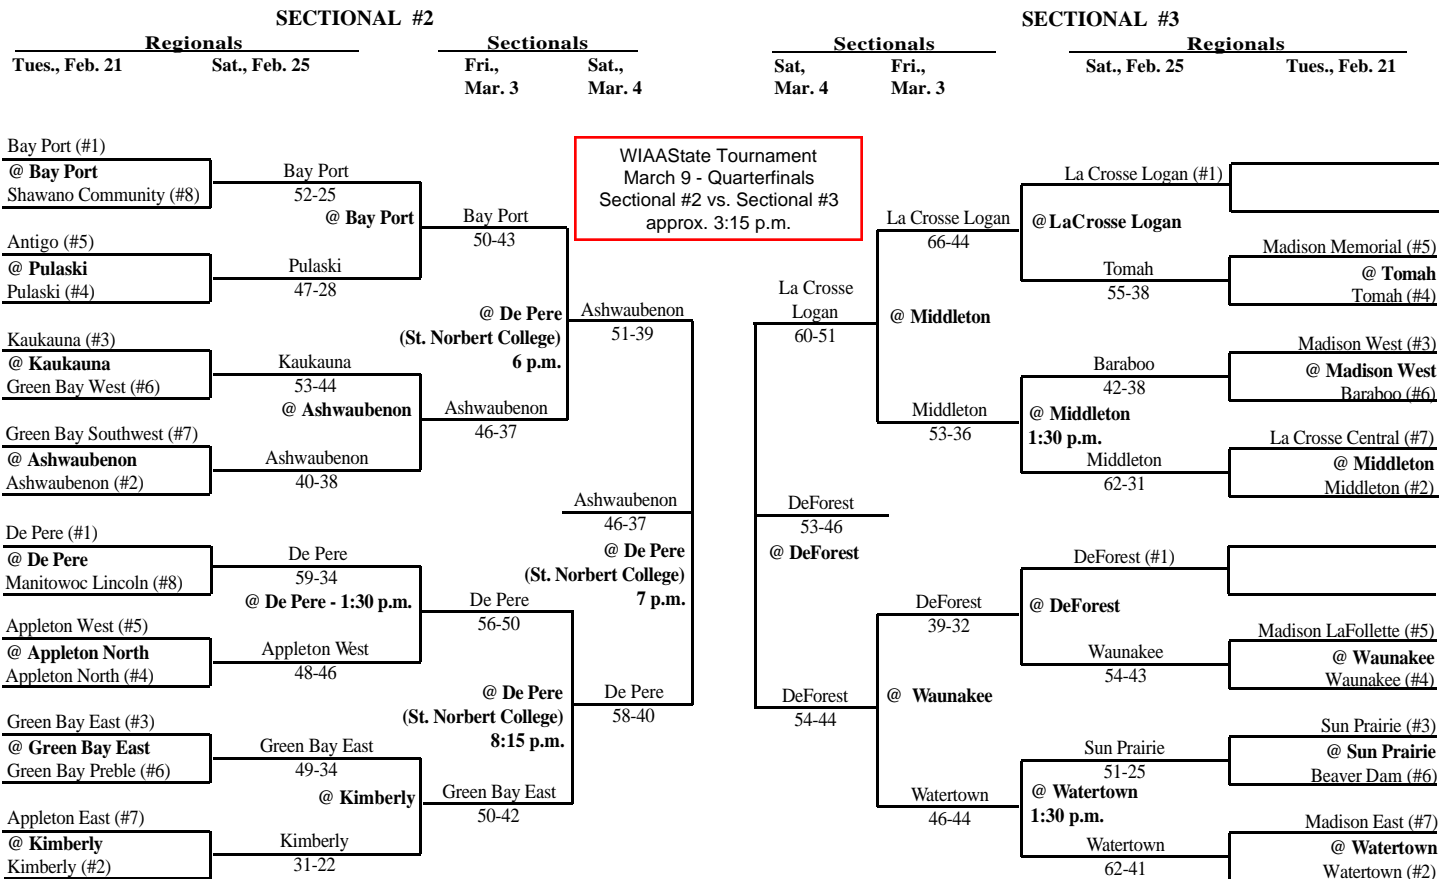 SECTIONAL #2
Regionals
Sectionals
Tues., Feb. 21
Sat., Feb. 25
Fri.,
Mar. 3
Sat.,
Mar. 4
Bay Port (#1)
@ Bay Port
Shawano Community (#8)
Antigo (#5)
@ Pulaski
Pulaski (#4)
Kaukauna (#3)
@ Kaukauna
Green Bay West (#6)
Green Bay Southwest (#7)
@ Ashwaubenon
Ashwaubenon (#2)
De Pere (#1)
@ De Pere
Manitowoc Lincoln (#8)
Appleton West (#5)
@ Appleton North
Appleton North (#4)
Green Bay East (#3)
@ Green Bay East
Green Bay Preble (#6)
Appleton East (#7)
@ Kimberly
Kimberly (#2)
Bay Port
52-25
@ Bay Port
Pulaski
47-28
Kaukauna
53-44
@ Ashwaubenon
Ashwaubenon
40-38
De Pere
59-34
@ De Pere - 1:30 p.m.
Appleton West
48-46
Green Bay East
49-34
@ Kimberly
Kimberly
31-22
Bay Port
50-43
@ De Pere
(St. Norbert College)
6 p.m.
Ashwaubenon
46-37
De Pere
56-50
@ De Pere
(St. Norbert College)
8:15 p.m.
Green Bay East
50-42
Ashwaubenon
51-39
Ashwaubenon
46-37
@ De Pere
(St. Norbert College)
7 p.m.
De Pere
58-40
WIAAState Tournament
March 9 - Quarterfinals
Sectional #2 vs. Sectional #3
approx. 3:15 p.m.
SECTIONAL #3
Sectionals
Regionals
Sat,
Mar. 4
Fri.,
Mar. 3
Sat., Feb. 25
Tues., Feb. 21
La Crosse
Logan
60-51
DeForest
53-46
@ DeForest
DeForest
54-44
La Crosse Logan
66-44
@ Middleton
Middleton
53-36
DeForest
39-32
@ Waunakee
Watertown
46-44
La Crosse Logan (#1)
@LaCrosse Logan
Tomah
55-38
Baraboo
42-38
@ Middleton
1:30 p.m.
Middleton
62-31
DeForest (#1)
@ DeForest
Waunakee
54-43
Sun Prairie
51-25
@ Watertown
1:30 p.m.
Watertown
62-41
Madison Memorial (#5)
@ Tomah
Tomah (#4)
Madison West (#3)
@ Madison West
Baraboo (#6)
La Crosse Central (#7)
@ Middleton
Middleton (#2)
Madison LaFollette (#5)
@ Waunakee
Waunakee (#4)
Sun Prairie (#3)
@ Sun Prairie
Beaver Dam (#6)
Madison East (#7)
@ Watertown
Watertown (#2)